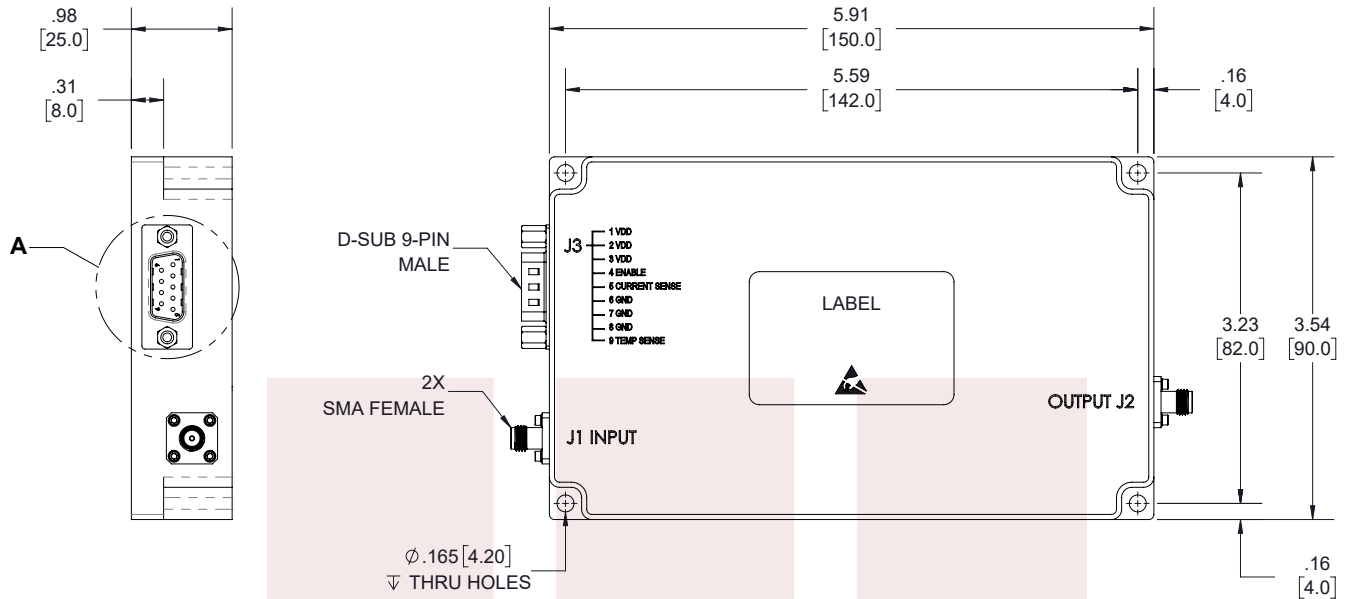 .98
[25.0]
.31
[8.0]
5.91
[150.0]
5.59
[142.0]
.16
[4.0]
A
D-SUB 9-PIN
MALE
J3
1 VDD
2 VDD
3 VDD
4 ENABLE
5 CURRENT SENSE
6 GND
7 GND
8 GND
9 TEMP SENSE
LABEL
3.23
[82.0]
3.54
[90.0]
2X
SMA FEMALE
J1 INPUT
OUTPUT J2
Ø.165[4.20]
↧ THRU HOLES
.16
[4.0]